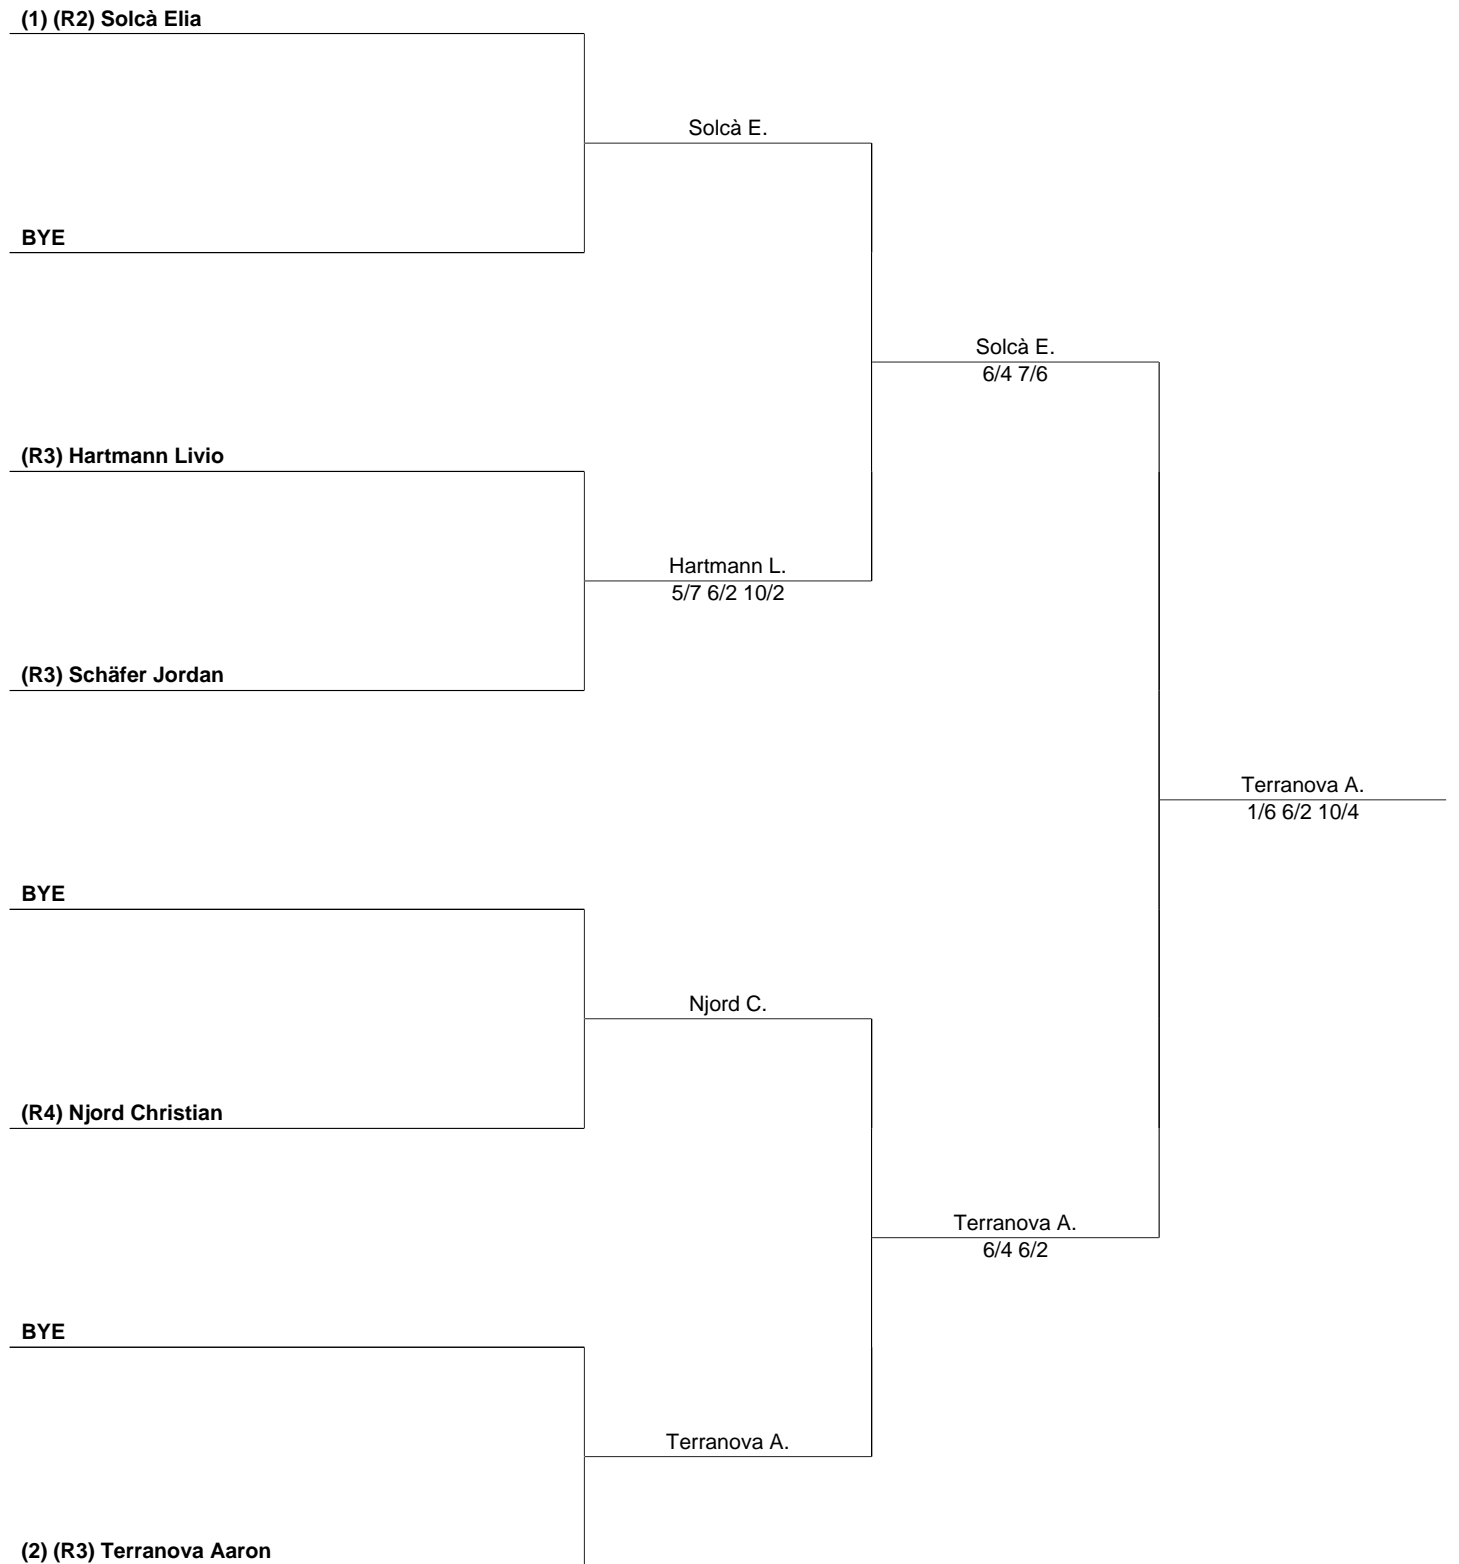 (1) (R2) Solcà Elia
Solcà E.
BYE
Solcà E.
6/4 7/6
(R3) Hartmann Livio
Hartmann L.
5/7 6/2 10/2
(R3) Schäfer Jordan
Terranova A.
1/6 6/2 10/4
BYE
Njord C.
(R4) Njord Christian
Terranova A.
6/4 6/2
BYE
Terranova A.
(2) (R3) Terranova Aaron